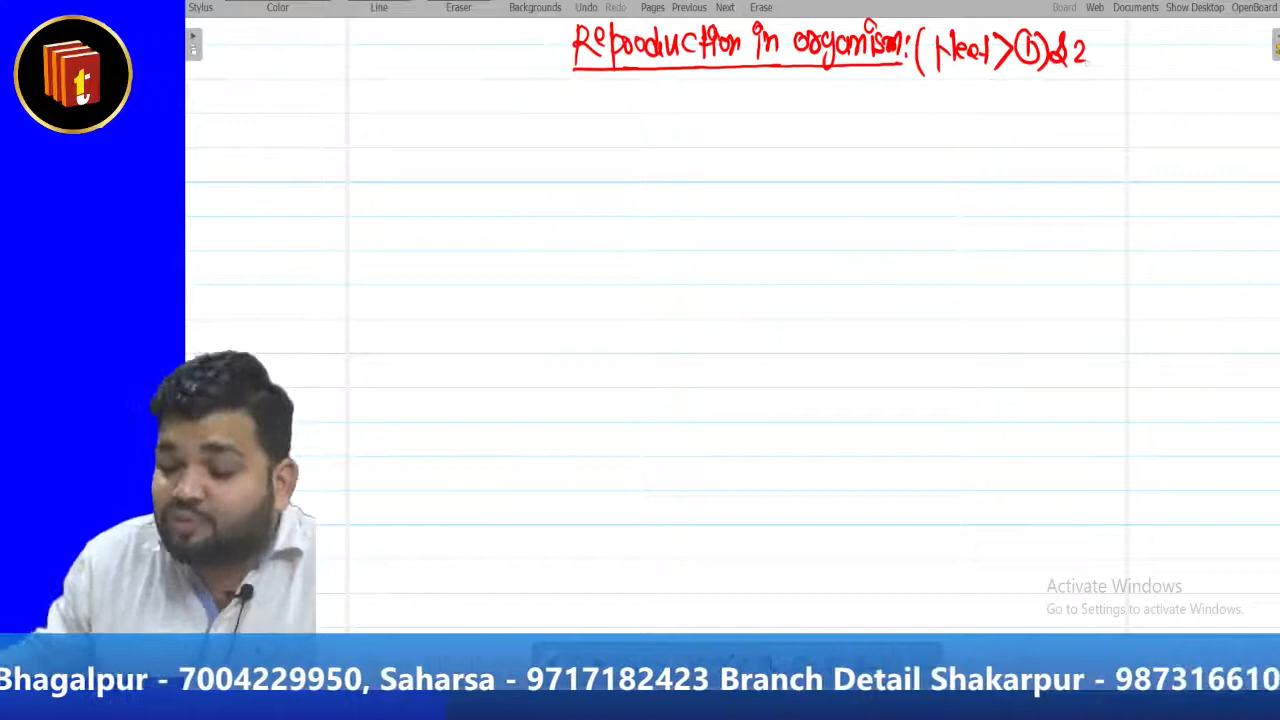 Stylus Color Line Eraser Backgrounds Undo Redo Pages Previous Next Erase Board Web Documents Show Desktop OpenBoard
Reproduction in organism: (Neet > 1) & 2
t
Activate Windows
Go to Settings to activate Windows.
Bhagalpur - 7004229950, Saharsa - 9717182423 Branch Detail Shakarpur - 987316610